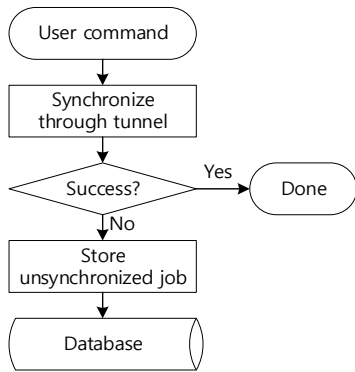 User command
Synchronize
through tunnel
Success?
Yes
Done
No
Store
unsynchronized job
Database